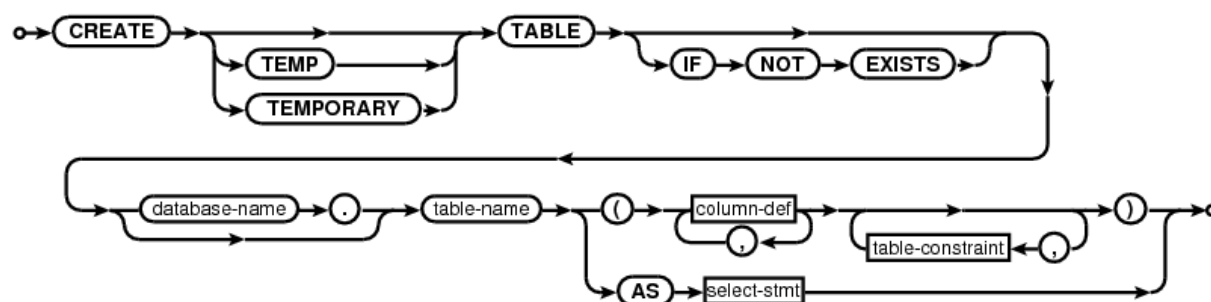 CREATE TABLE
TEMP IF NOT EXISTS
TEMPORARY
database-name . table-name ( column-def )
, table-constraint ,
AS select-stmt